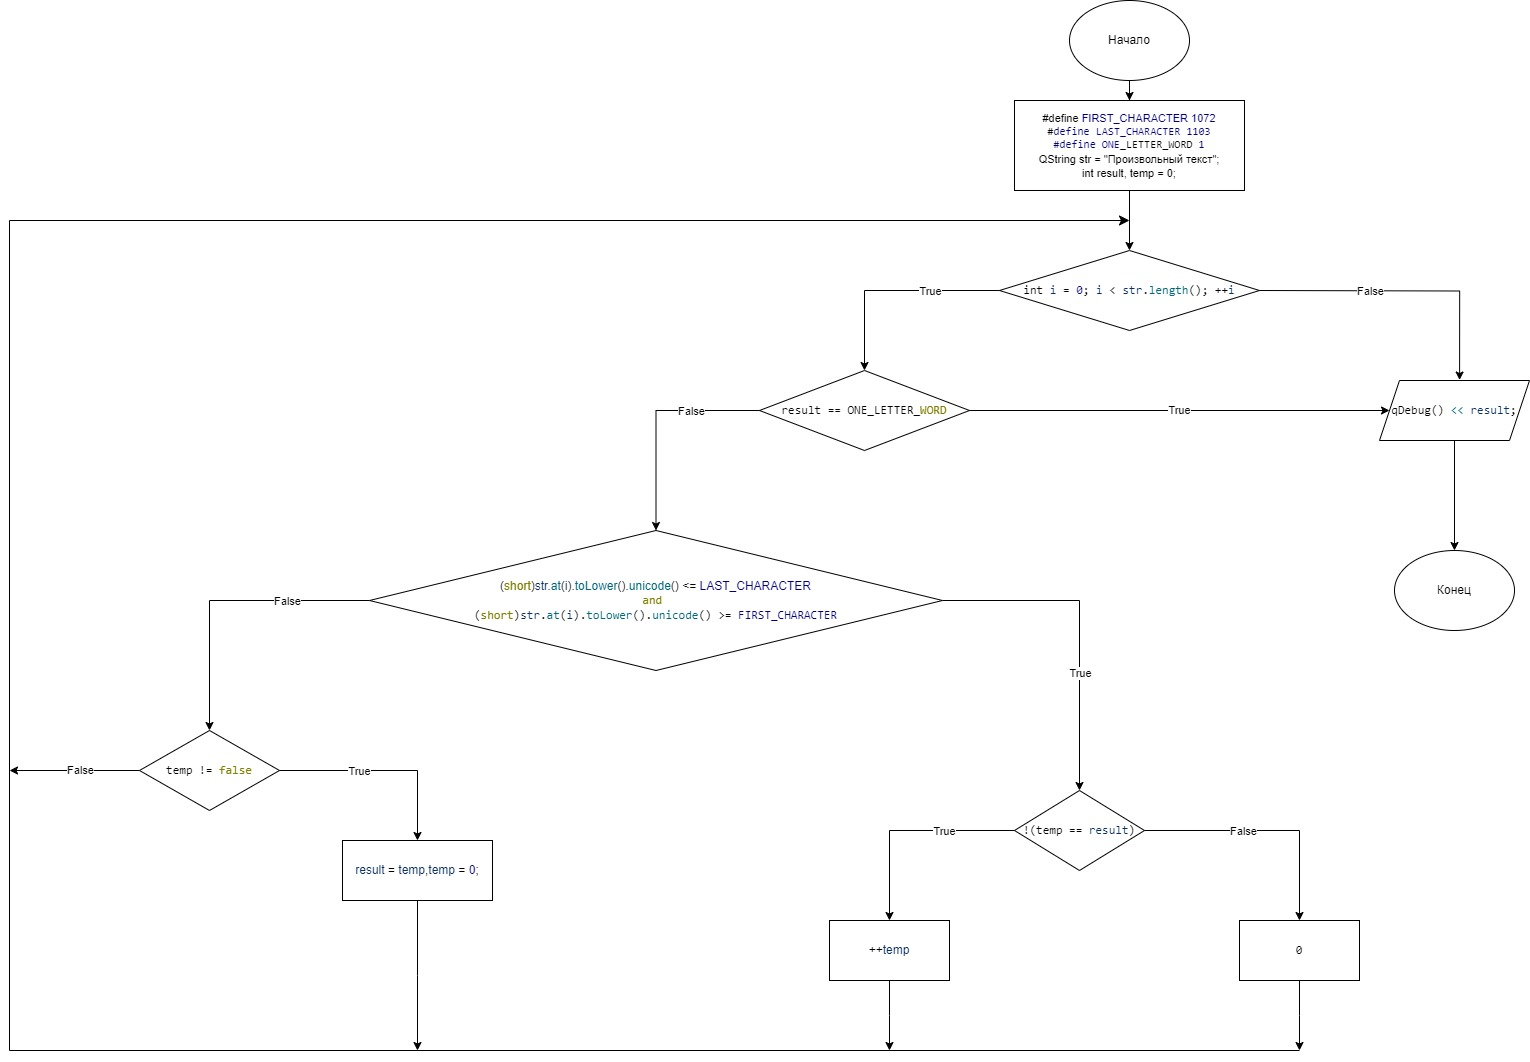 Начало
#define FIRST_CHARACTER 1072
#define LAST_CHARACTER 1103
#define ONE_LETTER_WORD 1
QString str = "Произвольный текст";
int result, temp = 0;
True
int i = 0; i < str.length(); ++i
False
False
result == ONE_LETTER_WORD
True
qDebug() << result;
(short)str.at(i).toLower().unicode() <= LAST_CHARACTER
and
(short)str.at(i).toLower().unicode() >= FIRST_CHARACTER
Конец
False
True
False
temp != false
True
True
!(temp == result)
False
result = temp,temp = 0;
++temp
0